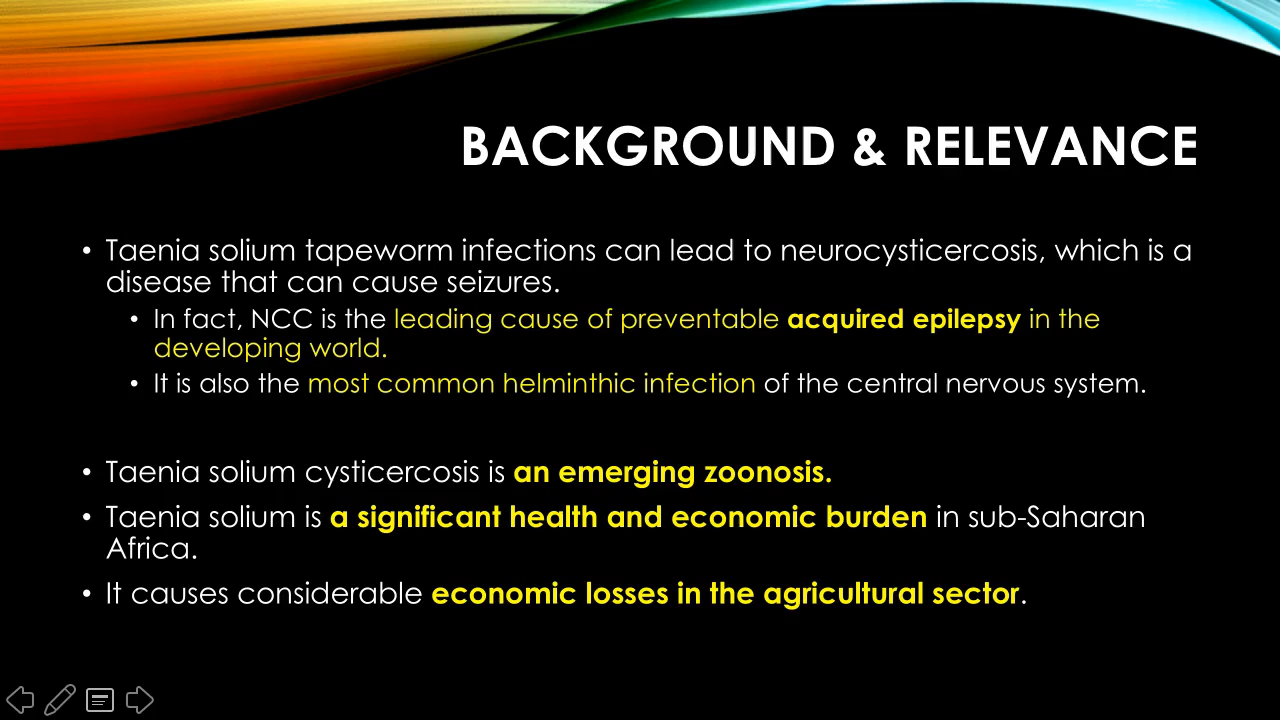 BACKGROUND & RELEVANCE
• Taenia solium tapeworm infections can lead to neurocysticercosis, which is a
disease that can cause seizures.
• In fact, NCC is the leading cause of preventable acquired epilepsy in the
developing world.
• It is also the most common helminthic infection of the central nervous system.
• Taenia solium cysticercosis is an emerging zoonosis.
• Taenia solium is a significant health and economic burden in sub-Saharan
Africa.
• It causes considerable economic losses in the agricultural sector.